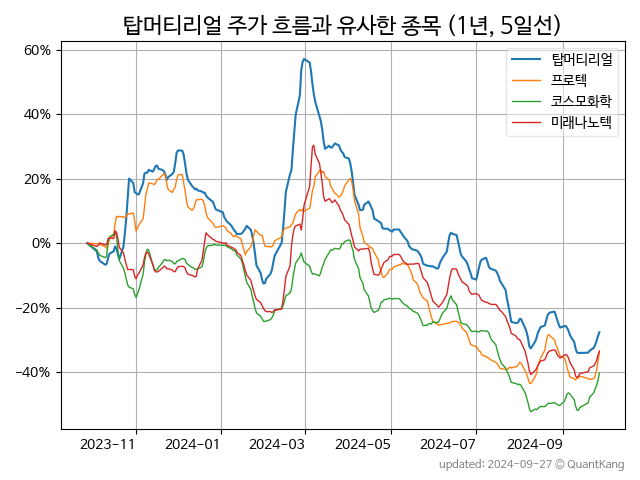 탑머티리얼 주가 흐름과 유사한 종목 (1년, 5일선)
탑머티리얼
프로텍
코스모화학
미래나노텍
60%
40%
20%
0%
−20%
−40%
2023−11
2024−01
2024−03
2024−05
2024−07
2024−09
updated: 2024-09-27 © QuantKang